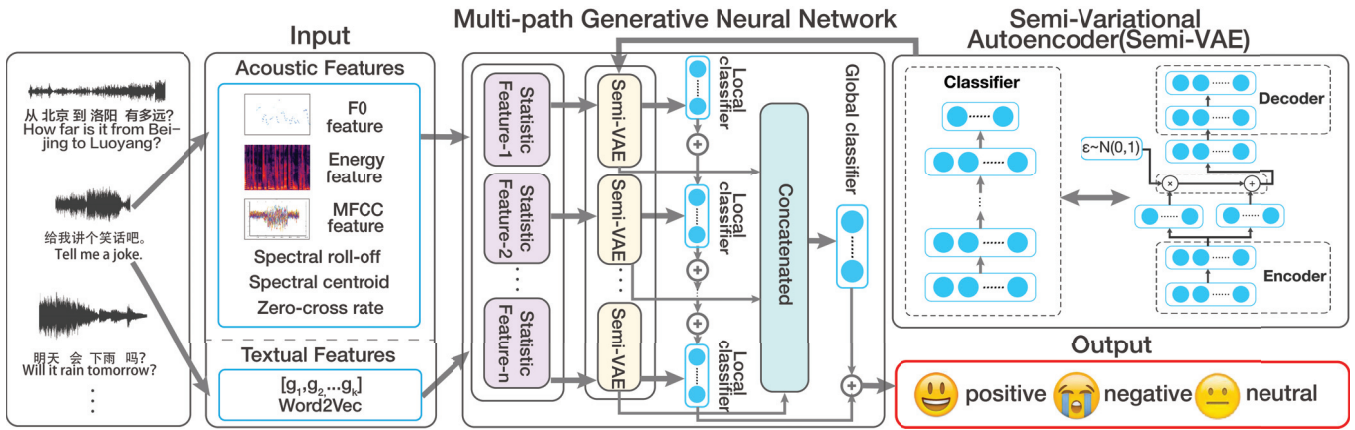 Multi-path Generative Neural Network
Semi-Variational
Autoencoder(Semi-VAE)
Input
从 北京 到 洛阳 有多远?
How far is it from Bei-
jing to Luoyang?
给我讲个笑话吧。
Tell me a joke.
明天 会 下雨 吗?
Will it rain tomorrow?
Acoustic Features
F0
feature
Energy
feature
MFCC
feature
Spectral roll-off
Spectral centroid
Zero-cross rate
Textual Features
[g1,g2,...gk]
Word2Vec
Statistic
Feature-1
Statistic
Feature-2
Statistic
Feature-n
Semi-VAE
Semi-VAE
Semi-VAE
Local
classifier
Local
classifier
Local
classifier
Concatenated
Global classifier
Classifier
Decoder
ε~N(0,1)
Encoder
Output
positive
negative
neutral